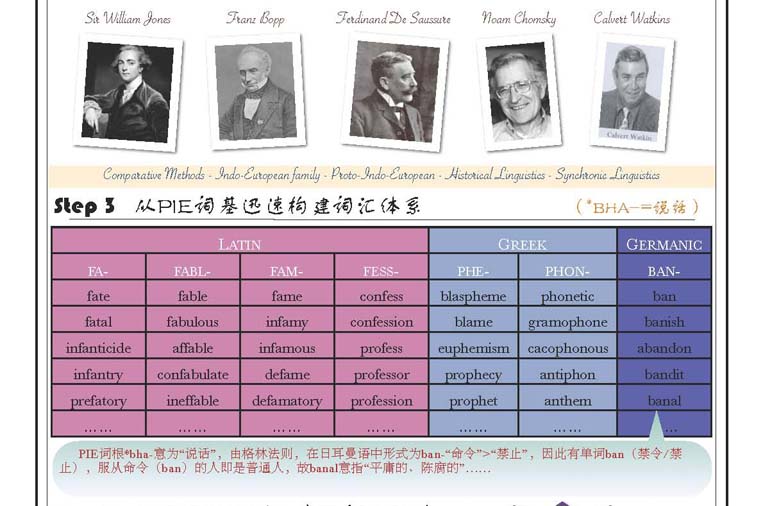 Sir William Jones Franz Bopp Ferdinand De Saussure Noam Chomsky Calvert Watkins
Calvert Watkin
Comparative Methods - Indo-European family - Proto-Indo-European - Historical Linguistics - Synchronic Linguistics
Step 3 从PIE词基迅速构建词汇体系 (*BHA-=说话)
LATIN GREEK GERMANIC
FA- FABL- FAM- FESS- PHE- PHON- BAN-
fate fable fame confess blaspheme phonetic ban
fatal fabulous infamy confession blame gramophone banish
infanticide affable infamous profess euphemism cacophonous abandon
infantry confabulate defame professor prophecy antiphon bandit
prefatory ineffable defamatory profession prophet anthem banal
…… …… …… …… …… ……
PIE词根*bha-意为“说话”，由格林法则，在日耳曼语中形式为ban-“命令”>“禁止”，因此有单词ban（禁令/禁
止），服从命令（ban）的人即是普通人，故banal意指“平庸的、陈腐的”……